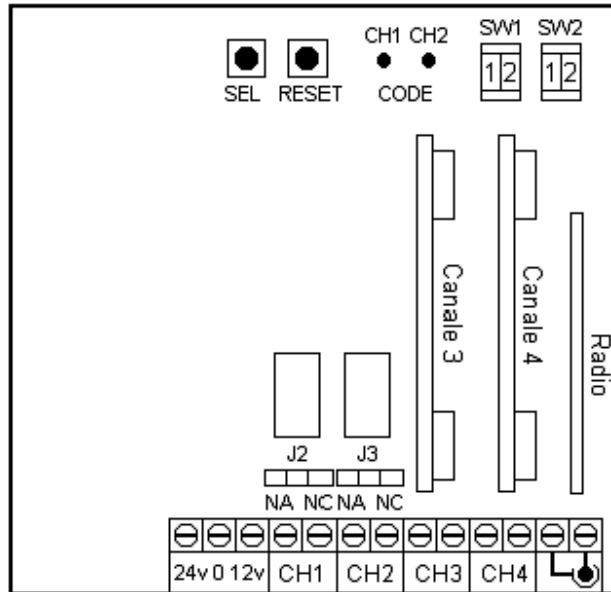 CH1 CH2 SW1 SW2
1 2 1 2
SEL RESET CODE
Canale 3
Canale 4
Radio
J2 J3
NA NC NA NC
24v 0 12v CH1 CH2 CH3 CH4